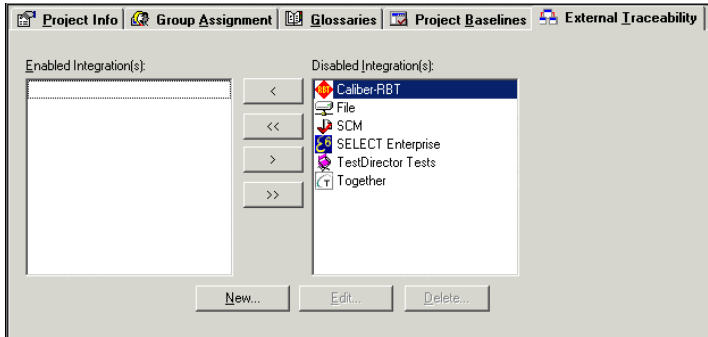 Project Info Group Assignment Glossaries Project Baselines External Traceability
Enabled Integration(s): Disabled Integration(s):
< RBT Caliber-RBT
File
<< SCM
SELECT Enterprise
> TestDirector Tests
T Together
>>
New... Edit... Delete...